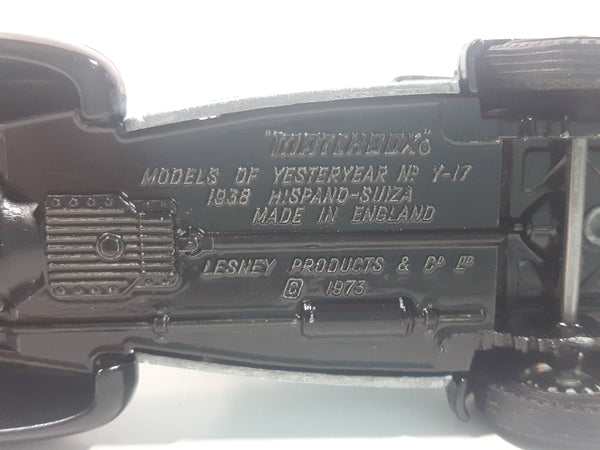 "MATCHBOX"®
MODELS OF YESTERYEAR Nº Y-17
1938 HISPANO-SUIZA
MADE IN ENGLAND
LESNEY PRODUCTS & Cº LTD
© 1973